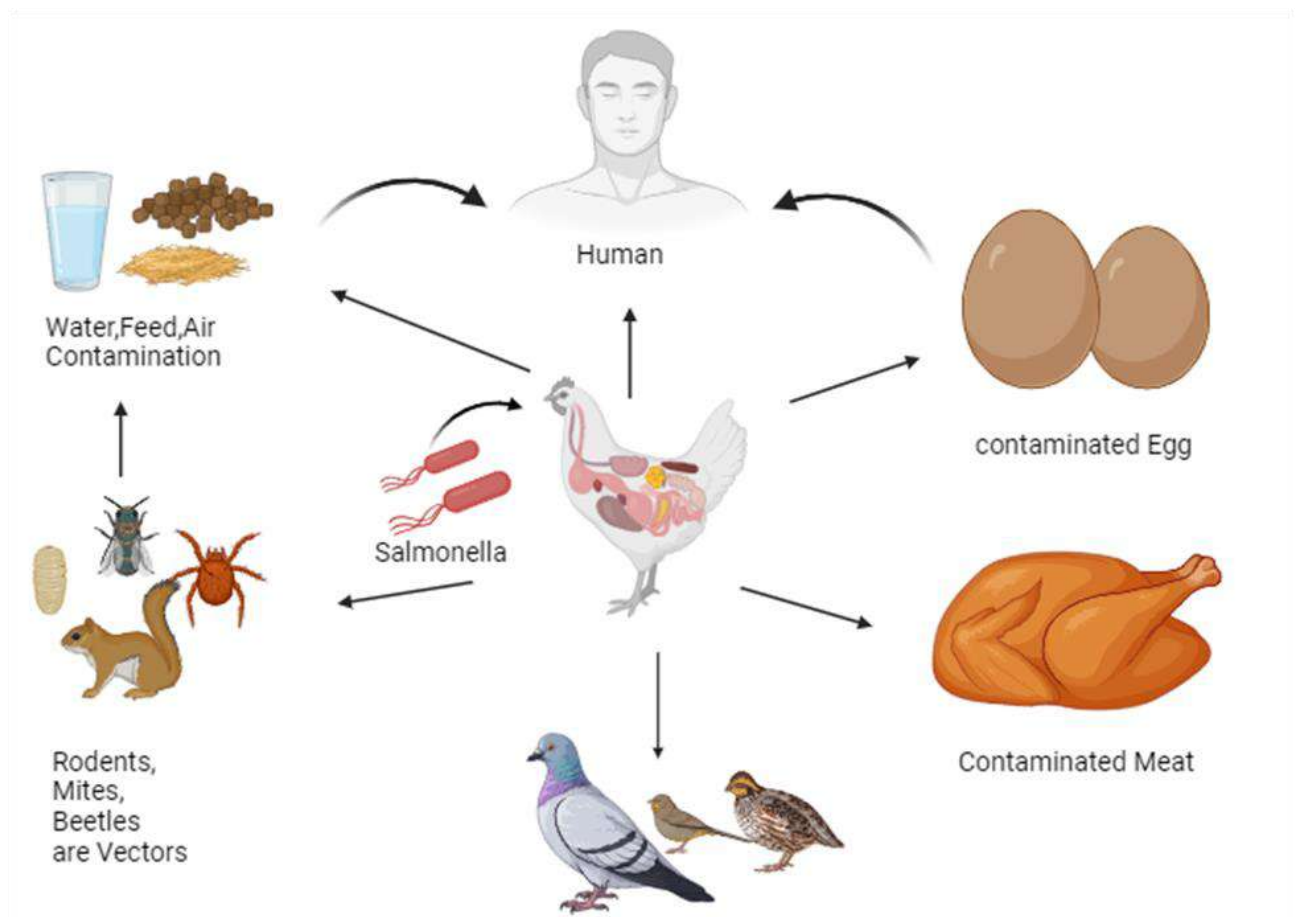 Human
Water,Feed,Air
Contamination
contaminated Egg
Salmonella
Rodents,
Mites,
Beetles
are Vectors
Contaminated Meat